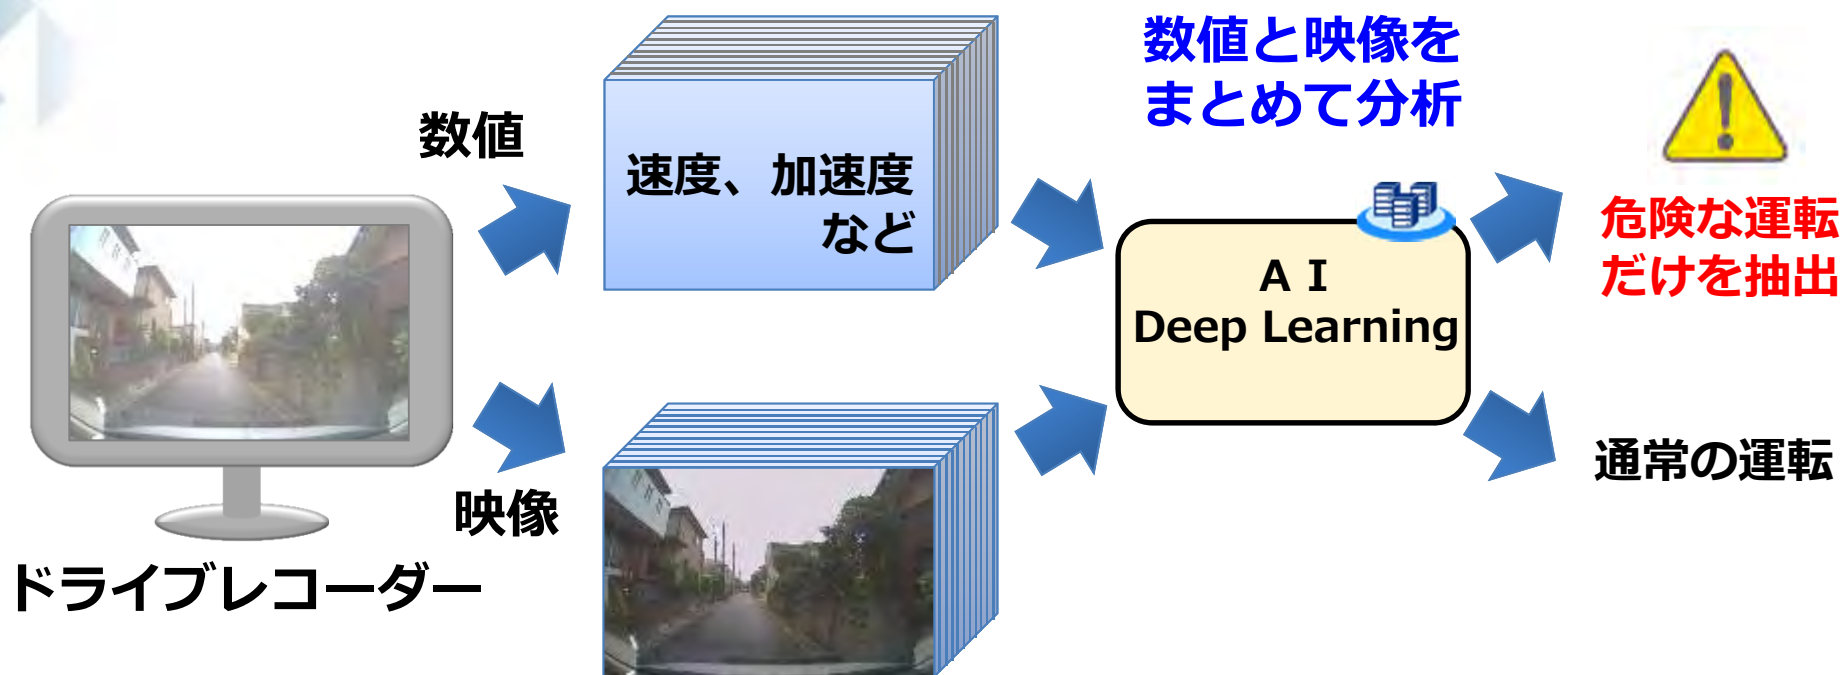 数値と映像を
まとめて分析
数値
速度、加速度
など
危険な運転
だけを抽出
ＡＩ
Deep Learning
通常の運転
映像
ドライブレコーダー